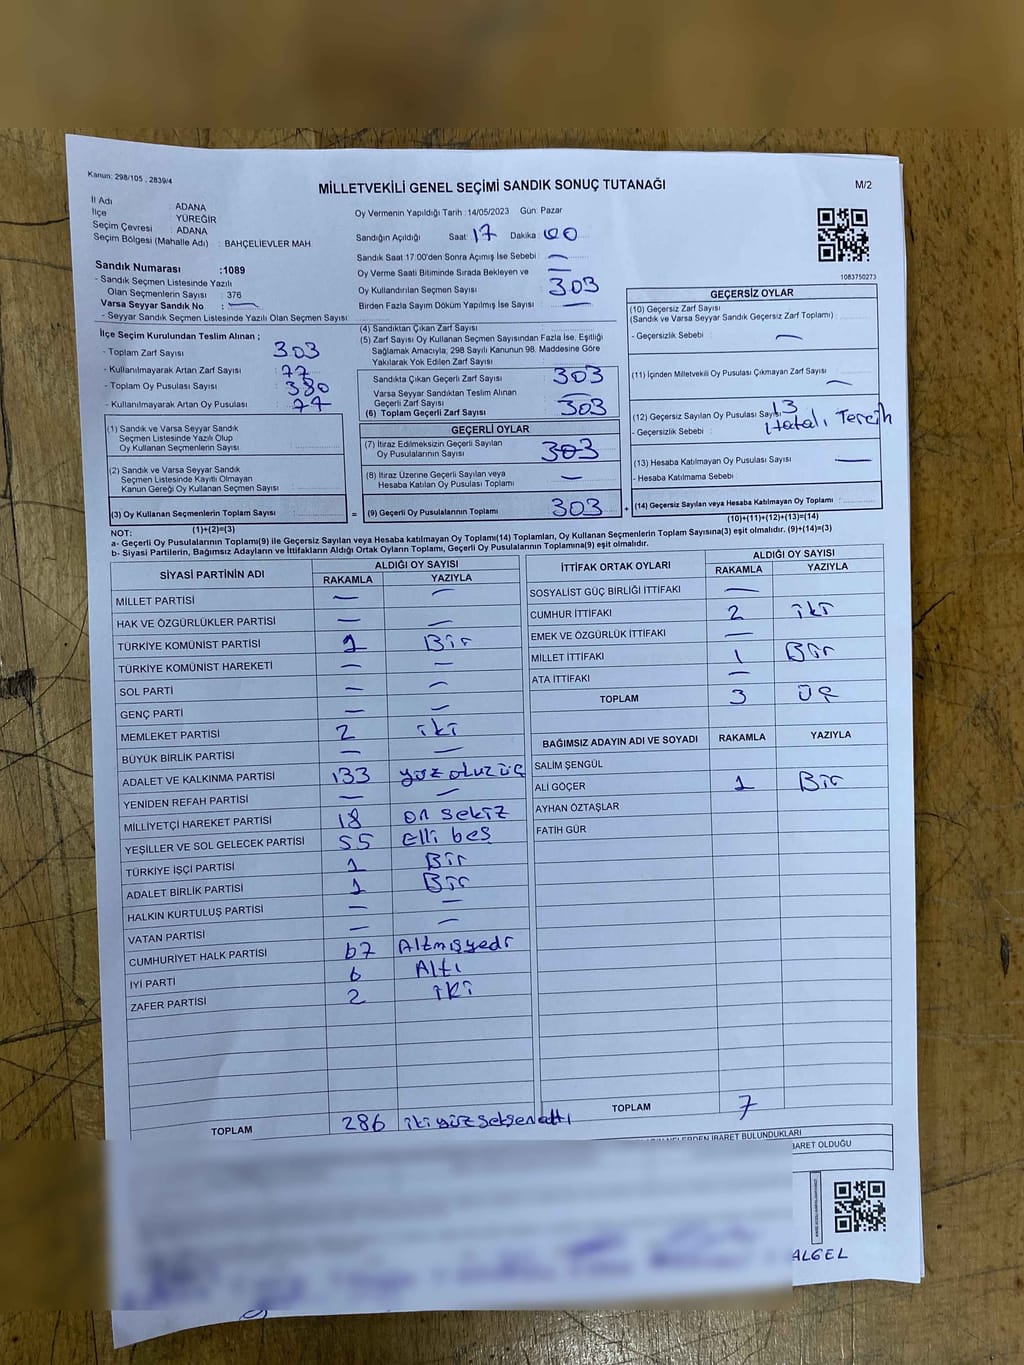 Kanun: 298/105 , 2839/4
MİLLETVEKİLİ GENEL SEÇİMİ SANDIK SONUÇ TUTANAĞI
M/2
İl Adı : ADANA
İlçe : YÜREĞİR
Seçim Çevresi : ADANA
Seçim Bölgesi (Mahalle Adı) : BAHÇELİEVLER MAH
Oy Vermenin Yapıldığı Tarih : 14/05/2023 Gün: Pazar
Sandığın Açıldığı Saat: 17 Dakika: 00
Sandık Saat 17:00'den Sonra Açımış İse Sebebi : —
Oy Verme Saati Bitiminde Sırada Bekleyen ve
Oy Kullandırılan Seçmen Sayısı : 303
Birden Fazla Sayım Döküm Yapılmış İse Sayısı : —
1083750273
Sandık Numarası :1089
- Sandık Seçmen Listesinde Yazılı
Olan Seçmenlerin Sayısı : 376
Varsa Seyyar Sandık No : —
- Seyyar Sandık Seçmen Listesinde Yazılı Olan Seçmen Sayısı:
İlçe Seçim Kurulundan Teslim Alınan ;
- Toplam Zarf Sayısı : 303
- Kullanılmayarak Artan Zarf Sayısı : 77
- Toplam Oy Pusulası Sayısı : 380
- Kullanılmayarak Artan Oy Pusulası : 77
(1) Sandık ve Varsa Seyyar Sandık
Seçmen Listesinde Yazılı Olup
Oy Kullanan Seçmenlerin Sayısı :
(2) Sandık ve Varsa Seyyar Sandık
Seçmen Listesinde Kayıtlı Olmayan
Kanun Gereği Oy Kullanan Seçmen Sayısı :
(3) Oy Kullanan Seçmenlerin Toplam Sayısı :
(1)+(2)=(3)
(4) Sandıktan Çıkan Zarf Sayısı :
(5) Zarf Sayısı Oy Kullanan Seçmen Sayısından Fazla İse, Eşitliği
Sağlamak Amacıyla, 298 Sayılı Kanunun 98. Maddesine Göre
Yakılarak Yok Edilen Zarf Sayısı :
Sandıkta Çıkan Geçerli Zarf Sayısı : 303
Varsa Seyyar Sandıktan Teslim Alınan
Geçerli Zarf Sayısı : —
(6) Toplam Geçerli Zarf Sayısı : 303
GEÇERLİ OYLAR
(7) İtiraz Edilmeksizin Geçerli Sayılan
Oy Pusulalarının Sayısı : 303
(8) İtiraz Üzerine Geçerli Sayılan veya
Hesaba Katılan Oy Pusulası Toplamı : —
= (9) Geçerli Oy Pusulalarının Toplamı : 303 +
GEÇERSİZ OYLAR
(10) Geçersiz Zarf Sayısı
(Sandık ve Varsa Seyyar Sandık Geçersiz Zarf Toplamı) :
- Geçersizlik Sebebi : —
(11) İçinden Milletvekili Oy Pusulası Çıkmayan Zarf Sayısı : —
(12) Geçersiz Sayılan Oy Pusulası Sayısı : 13
- Geçersizlik Sebebi : Hatalı Tercih
(13) Hesaba Katılmayan Oy Pusulası Sayısı : —
- Hesaba Katılmama Sebebi :
(14) Geçersiz Sayılan veya Hesaba Katılmayan Oy Toplamı :
(10)+(11)+(12)+(13)=(14)
NOT:
a- Geçerli Oy Pusulalarının Toplamı(9) ile Geçersiz Sayılan veya Hesaba katılmayan Oy Toplamı(14) Toplamları, Oy Kullanan Seçmenlerin Toplam Sayısına(3) eşit olmalıdır. (9)+(14)=(3)
b- Siyasi Partilerin, Bağımsız Adayların ve İttifakların Aldığı Ortak Oyların Toplamı, Geçerli Oy Pusulalarının Toplamına(9) eşit olmalıdır.
SİYASİ PARTİNİN ADI ALDIĞI OY SAYISI
RAKAMLA YAZIYLA
MİLLET PARTİSİ — —
HAK VE ÖZGÜRLÜKLER PARTİSİ — —
TÜRKİYE KOMÜNİST PARTİSİ 1 Bir
TÜRKİYE KOMÜNİST HAREKETİ — —
SOL PARTİ — —
GENÇ PARTİ — —
MEMLEKET PARTİSİ 2 iki
BÜYÜK BİRLİK PARTİSİ — —
ADALET VE KALKINMA PARTİSİ 133 yüz otuz üç
YENİDEN REFAH PARTİSİ — —
MİLLİYETÇİ HAREKET PARTİSİ 18 on sekiz
YEŞİLLER VE SOL GELECEK PARTİSİ 55 Elli beş
TÜRKİYE İŞÇİ PARTİSİ 1 Bir
ADALET BİRLİK PARTİSİ 1 Bir
HALKIN KURTULUŞ PARTİSİ — —
VATAN PARTİSİ — —
CUMHURİYET HALK PARTİSİ 67 Altmışyedi
İYİ PARTİ 6 Altı
ZAFER PARTİSİ 2 iki
TOPLAM 286 iki yüz seksen altı
İTTİFAK ORTAK OYLARI ALDIĞI OY SAYISI
RAKAMLA YAZIYLA
SOSYALİST GÜÇ BİRLİĞİ İTTİFAKI —
CUMHUR İTTİFAKI 2 iki
EMEK VE ÖZGÜRLÜK İTTİFAKI —
MİLLET İTTİFAKI 1 Bir
ATA İTTİFAKI —
TOPLAM 3 üç
BAĞIMSIZ ADAYIN ADI VE SOYADI RAKAMLA YAZIYLA
SALİM ŞENGÜL
ALİ GÖÇER 1 Bir
AYHAN ÖZTAŞLAR
FATİH GÜR
TOPLAM 7
NELERDEN İBARET BULUNDUKLARI
BARET OLDUĞU
ALGEL